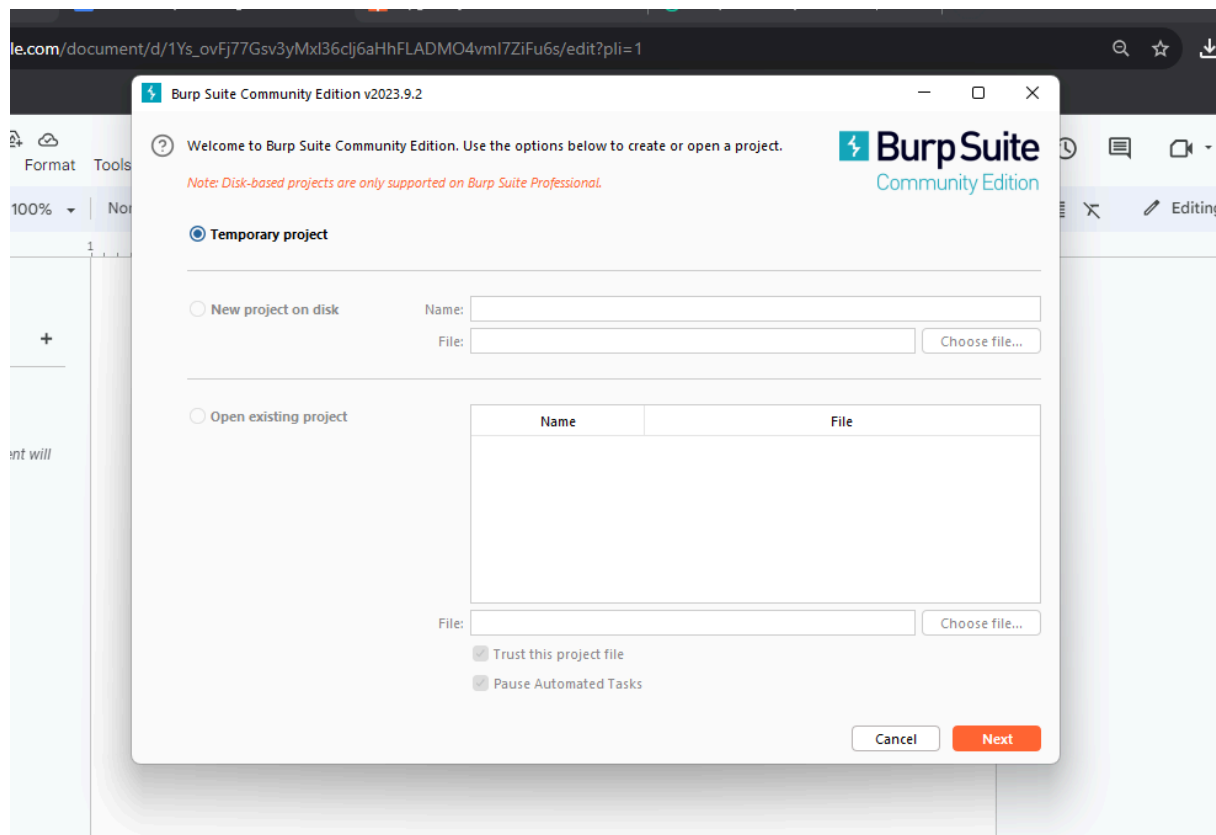 le.com/document/d/1Ys_ovFj77Gsv3yMxl36clj6aHhFLADMO4vml7ZiFu6s/edit?pli=1
Burp Suite Community Edition v2023.9.2
Welcome to Burp Suite Community Edition. Use the options below to create or open a project.
Burp Suite
Community Edition
Note: Disk-based projects are only supported on Burp Suite Professional.
Format Tools
100%
Editing
1
Temporary project
New project on disk
Name:
File:
Choose file...
Open existing project
Name File
ent will
File:
Choose file...
Trust this project file
Pause Automated Tasks
Cancel Next